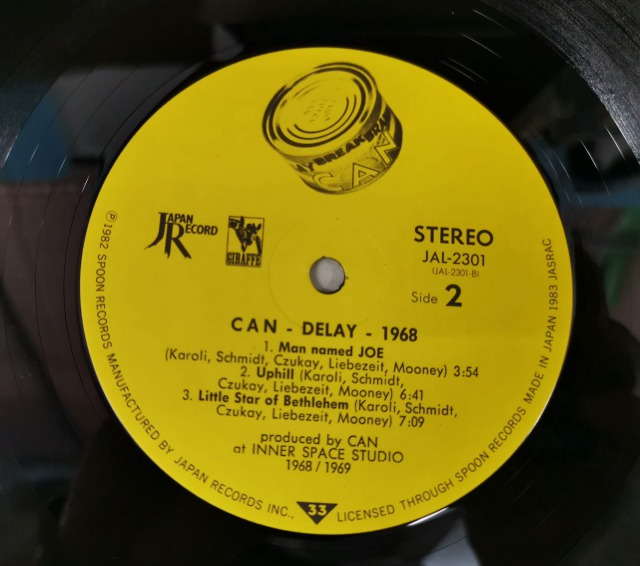 BREAKBRA
CAN
JAPAN RECORD
JR
GIRAFFE
STEREO
JAL-2301
(JAL-2301-B)
Side 2
CAN - DELAY - 1968
1. Man named JOE
(Karoli, Schmidt, Czukay, Liebezeit, Mooney) 3:54
2. Uphill (Karoli, Schmidt,
Czukay, Liebezeit, Mooney) 6:41
3. Little Star of Bethlehem (Karoli, Schmidt,
Czukay, Liebezeit, Mooney) 7:09
produced by CAN
at INNER SPACE STUDIO
1968/1969
℗1982 SPOON RECORDS MANUFACTURED BY JAPAN RECORDS INC., 33 LICENSED THROUGH SPOON RECORDS MADE IN JAPAN 1983 JASRAC